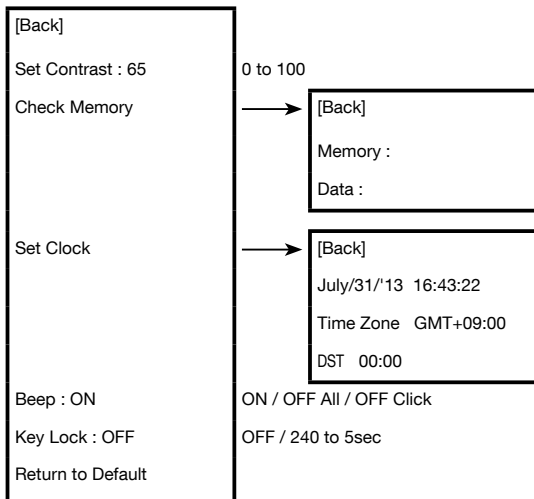 [Back]
Set Contrast : 65 0 to 100
Check Memory [Back]
Memory :
Data :
Set Clock [Back]
July/31/'13 16:43:22
Time Zone GMT+09:00
DST 00:00
Beep : ON ON / OFF All / OFF Click
Key Lock : OFF OFF / 240 to 5sec
Return to Default